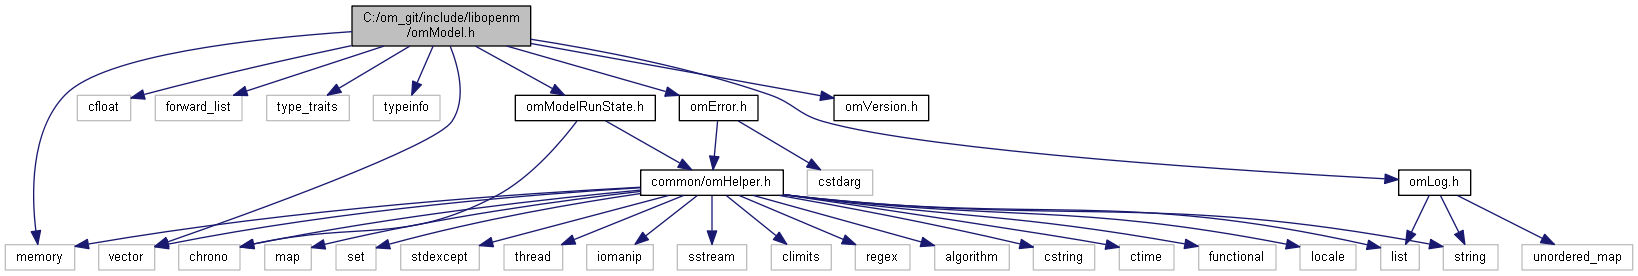 C:/om_git/include/libopenm
/omModel.h
cfloat
forward_list
type_traits
typeinfo
omModelRunState.h
omError.h
omVersion.h
common/omHelper.h
cstdarg
omLog.h
memory
vector
chrono
map
set
stdexcept
thread
iomanip
sstream
climits
regex
algorithm
cstring
ctime
functional
locale
list
string
unordered_map